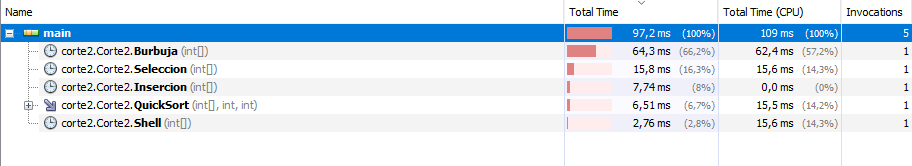 Name Total Time Total Time (CPU) Invocations
main 97,2 ms (100%) 109 ms (100%) 5
corte2.Corte2.Burbuja (int[]) 64,3 ms (66,2%) 62,4 ms (57,2%) 1
corte2.Corte2.Seleccion (int[]) 15,8 ms (16,3%) 15,6 ms (14,3%) 1
corte2.Corte2.Insercion (int[]) 7,74 ms (8%) 0,0 ms (0%) 1
corte2.Corte2.QuickSort (int[], int, int) 6,51 ms (6,7%) 15,5 ms (14,2%) 1
corte2.Corte2.Shell (int[]) 2,76 ms (2,8%) 15,6 ms (14,3%) 1